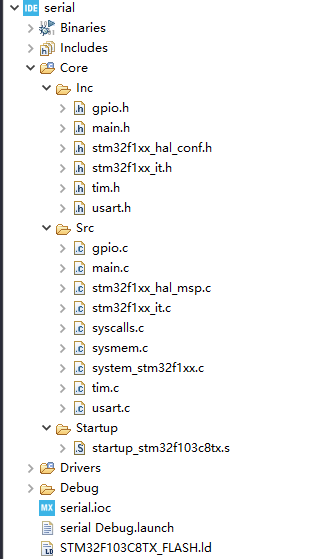 IDE serial
Binaries
Includes
Core
Inc
.h gpio.h
.h main.h
.h stm32f1xx_hal_conf.h
.h stm32f1xx_it.h
.h tim.h
.h usart.h
Src
.c gpio.c
.c main.c
.c stm32f1xx_hal_msp.c
.c stm32f1xx_it.c
.c syscalls.c
.c sysmem.c
.c system_stm32f1xx.c
.c tim.c
.c usart.c
Startup
.S startup_stm32f103c8tx.s
Drivers
Debug
MX serial.ioc
serial Debug.launch
LD STM32F103C8TX_FLASH.ld